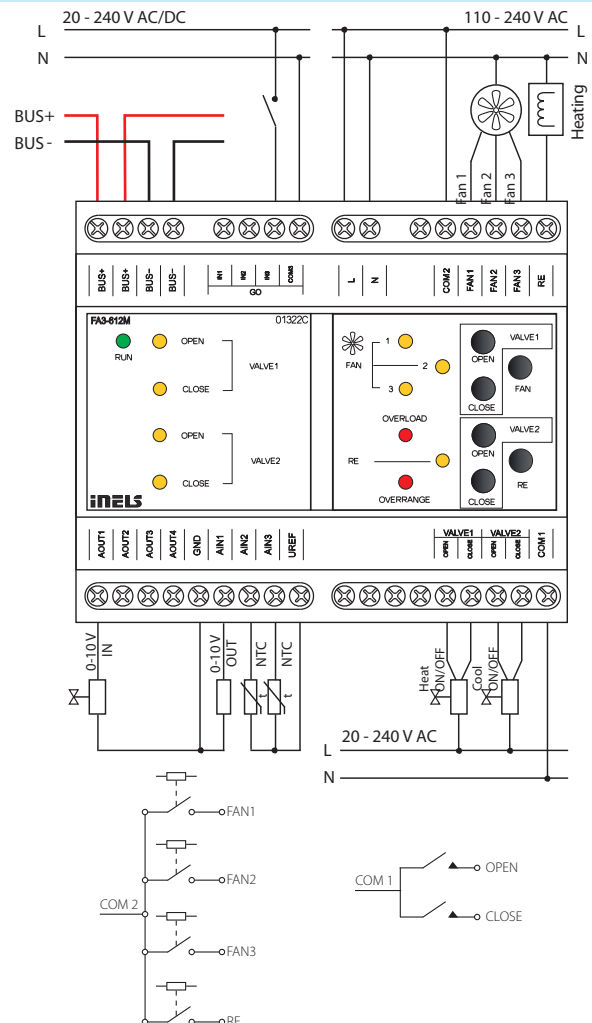 20 - 240 V AC/DC
110 - 240 V AC
L
L
N
N
BUS+
BUS -
Heating
Fan 1
Fan 2
Fan 3
BUS+
BUS+
BUS-
BUS-
IN1
IN2
IN3
COM3
GO
L
N
COM2
FAN1
FAN2
FAN3
RE
FA3-612M
01322C
RUN
OPEN
CLOSE
VALVE1
OPEN
CLOSE
VALVE2
iNELS
FAN
1
2
3
OVERLOAD
RE
OVERRANGE
VALVE1
OPEN
FAN
CLOSE
VALVE2
OPEN
RE
CLOSE
AOUT1
AOUT2
AOUT3
AOUT4
GND
AIN1
AIN2
AIN3
UREF
VALVE1
VALVE2
OPEN
CLOSE
OPEN
CLOSE
COM1
0-10 V
IN
0-10 V
OUT
NTC
NTC
t
t
Heat
ON/OFF
Cool
ON/OFF
20 - 240 V AC
L
N
FAN1
FAN2
COM 2
FAN3
RE
COM 1
OPEN
CLOSE